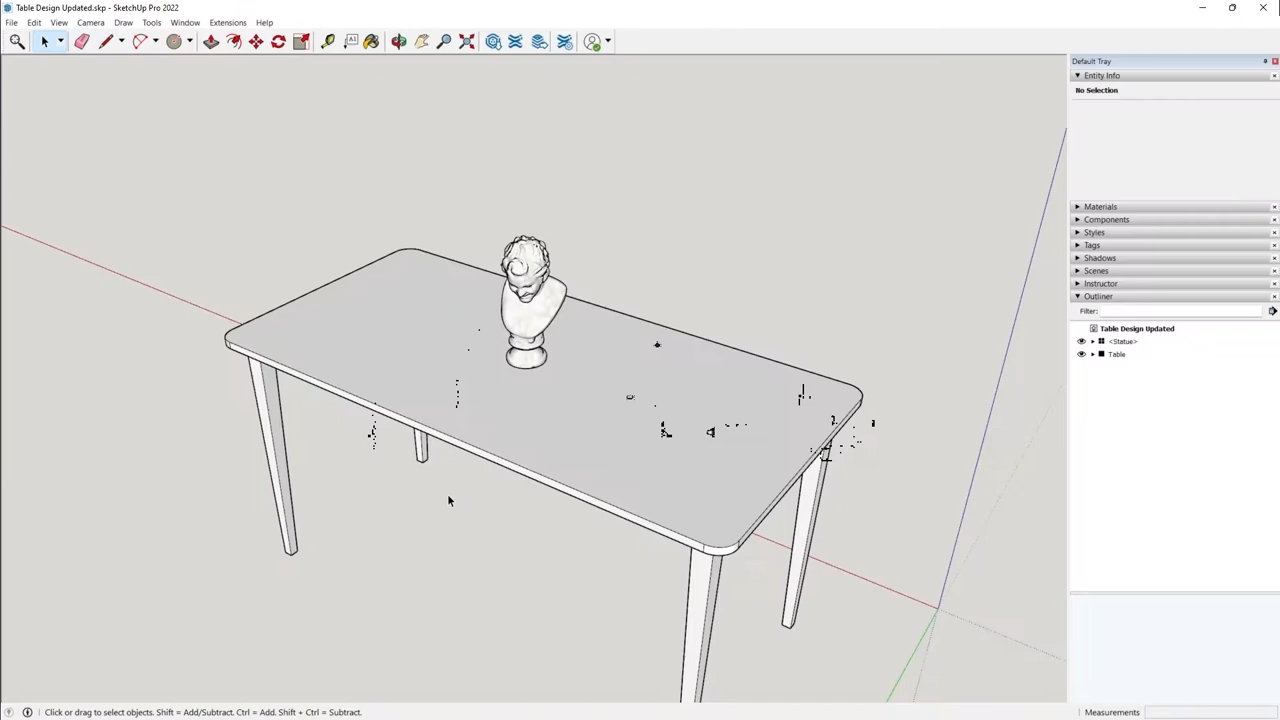 Table Design Updated.skp - SketchUp Pro 2022
File Edit View Camera Draw Tools Window Extensions Help
Default Tray
Entity Info
No Selection
Materials
Components
Styles
Tags
Shadows
Scenes
Instructor
Outliner
Filter:
Table Design Updated
<Statue>
Table
Click or drag to select objects. Shift = Add/Subtract. Ctrl = Add. Shift + Ctrl = Subtract.
Measurements